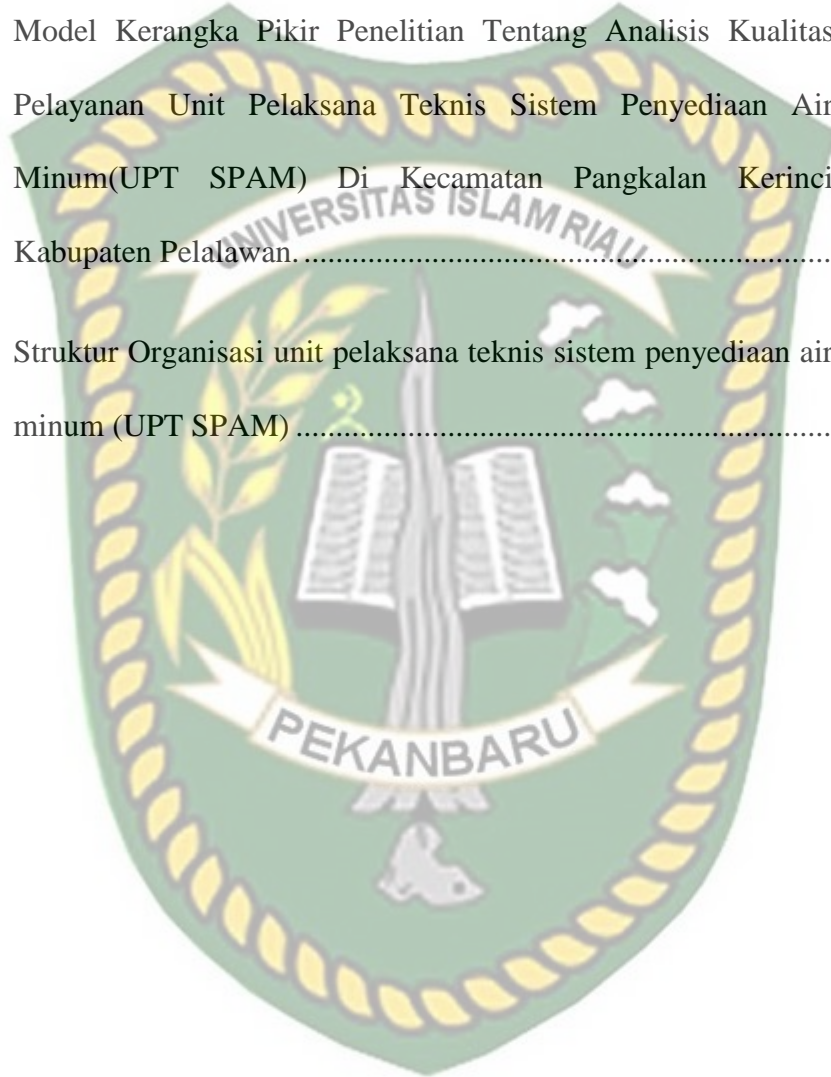 Model Kerangka Pikir Penelitian Tentang Analisis Kualitas
Pelayanan Unit Pelaksana Teknis Sistem Penyediaan Air
Minum(UPT SPAM) Di Kecamatan Pangkalan Kerinci
Kabupaten Pelalawan. ..............................................................
Struktur Organisasi unit pelaksana teknis sistem penyediaan air
minum (UPT SPAM) ...............................................................
UNIVERSITAS ISLAM RIAU
PEKANBARU